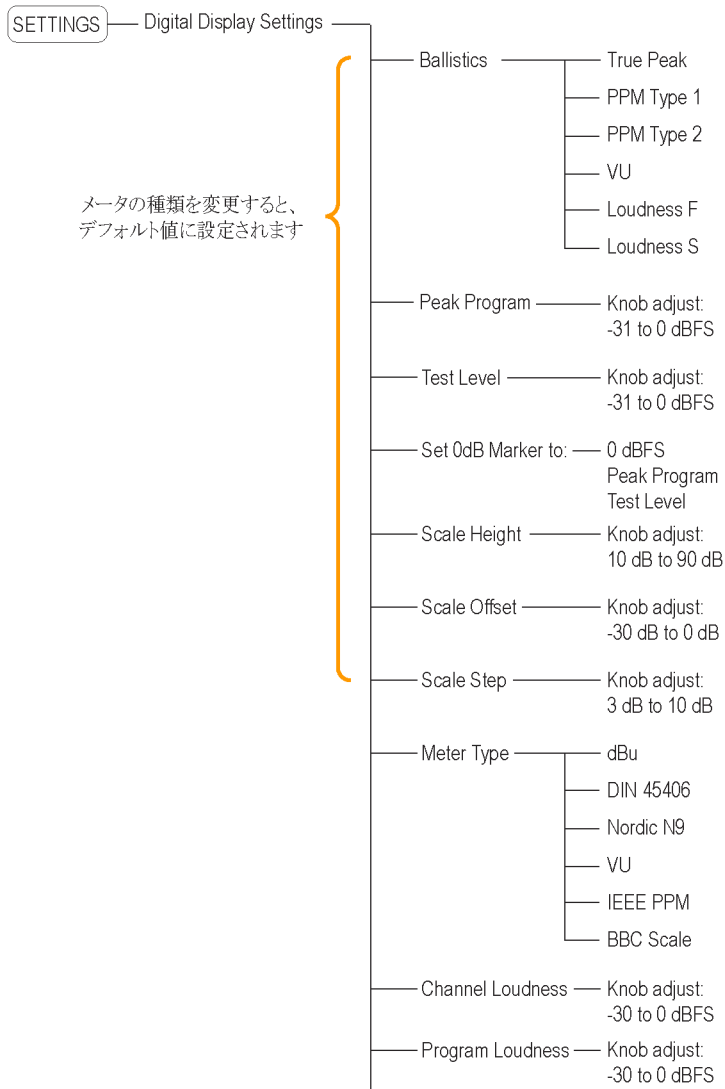 SETTINGS
Digital Display Settings
メータの種類を変更すると、
デフォルト値に設定されます
Ballistics
True Peak
PPM Type 1
PPM Type 2
VU
Loudness F
Loudness S
Peak Program
Knob adjust:
-31 to 0 dBFS
Test Level
Knob adjust:
-31 to 0 dBFS
Set 0dB Marker to:
0 dBFS
Peak Program
Test Level
Scale Height
Knob adjust:
10 dB to 90 dB
Scale Offset
Knob adjust:
-30 dB to 0 dB
Scale Step
Knob adjust:
3 dB to 10 dB
Meter Type
dBu
DIN 45406
Nordic N9
VU
IEEE PPM
BBC Scale
Channel Loudness
Knob adjust:
-30 to 0 dBFS
Program Loudness
Knob adjust:
-30 to 0 dBFS